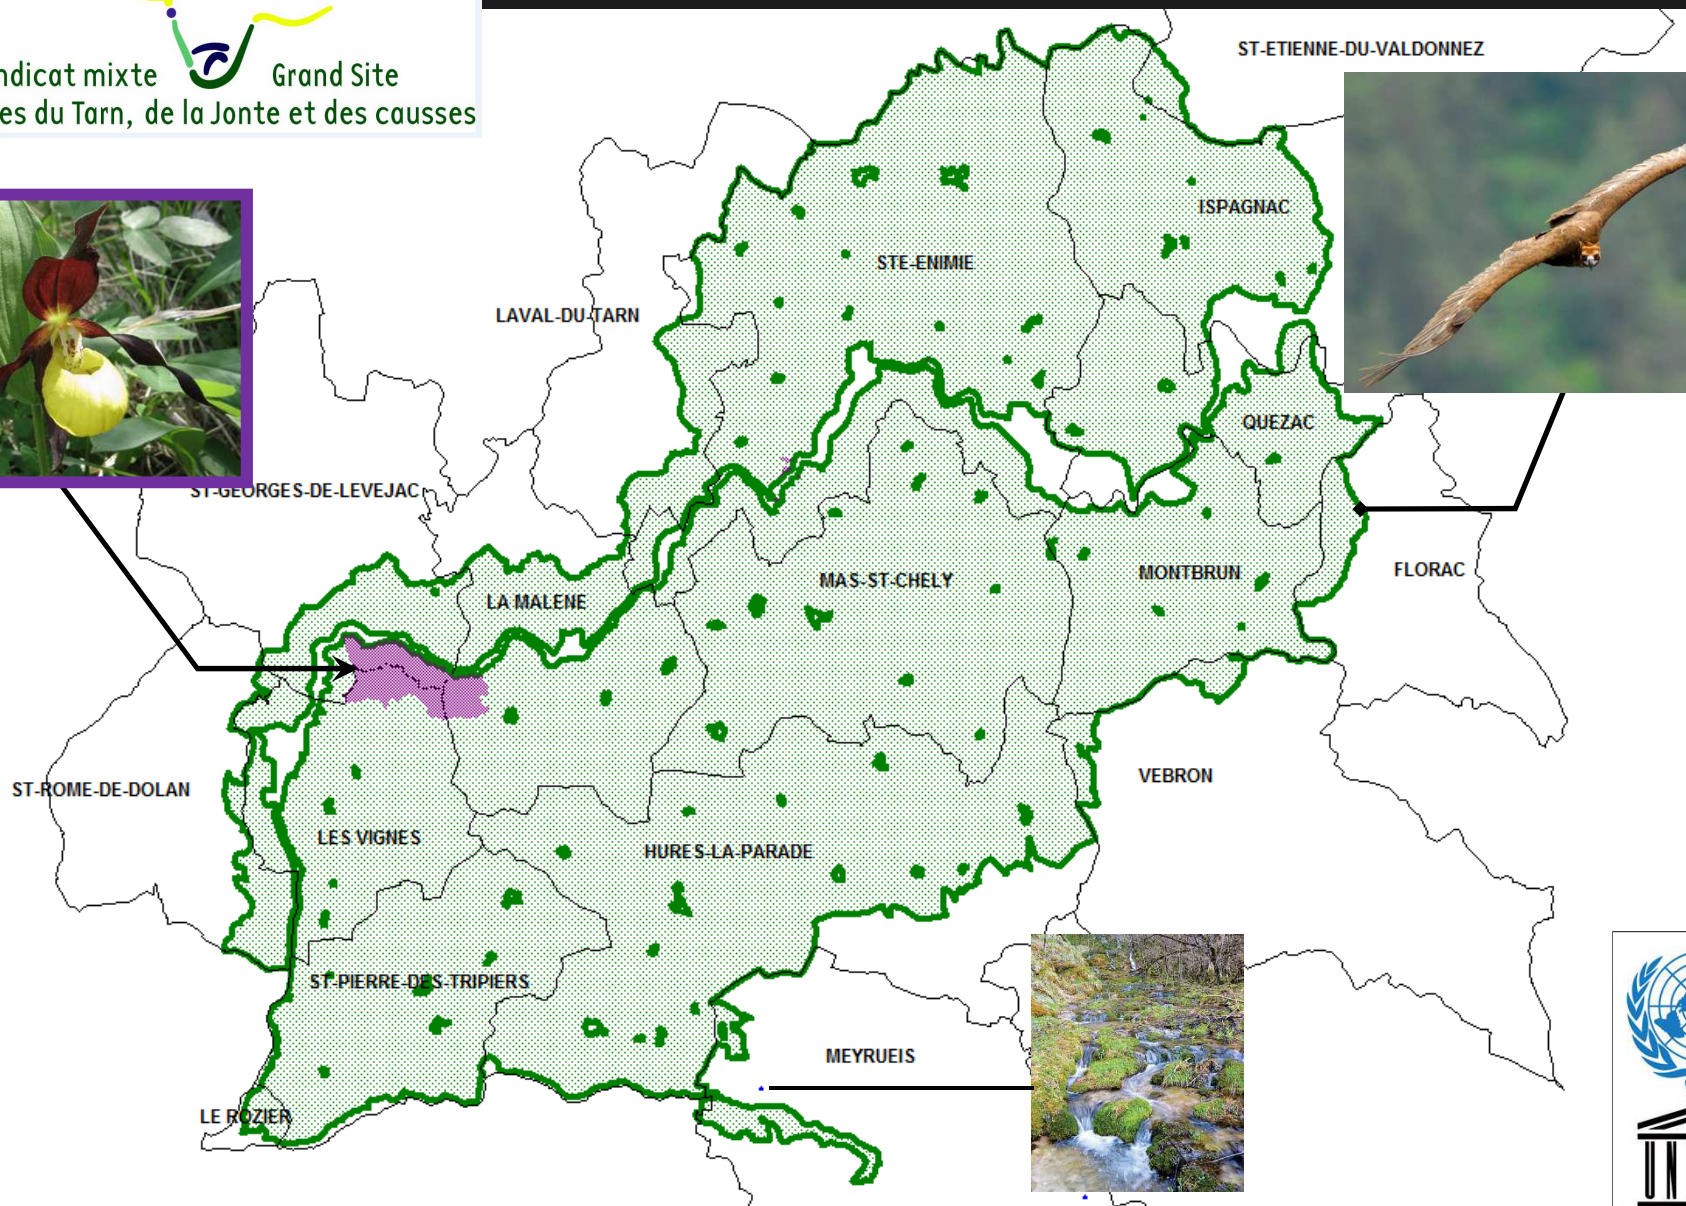 mixte
Grand Site
du Tarn, de la Jonte et des causses
ST-ETIENNE-DU-VALDONNEZ
ISPAGNAC
STE-ENIMIE
LAVAL-DU-TARN
QUEZAC
ST-GEORGES-DE-LEVEJAC
FLORAC
MONTBRUN
MAS-ST-CHELY
LA MALENE
VEBRON
ST-ROME-DE-DOLAN
LES VIGNES
HURES-LA-PARADE
ST-PIERRE-DES-TRIPIERS
MEYRUEIS
LE ROZIER